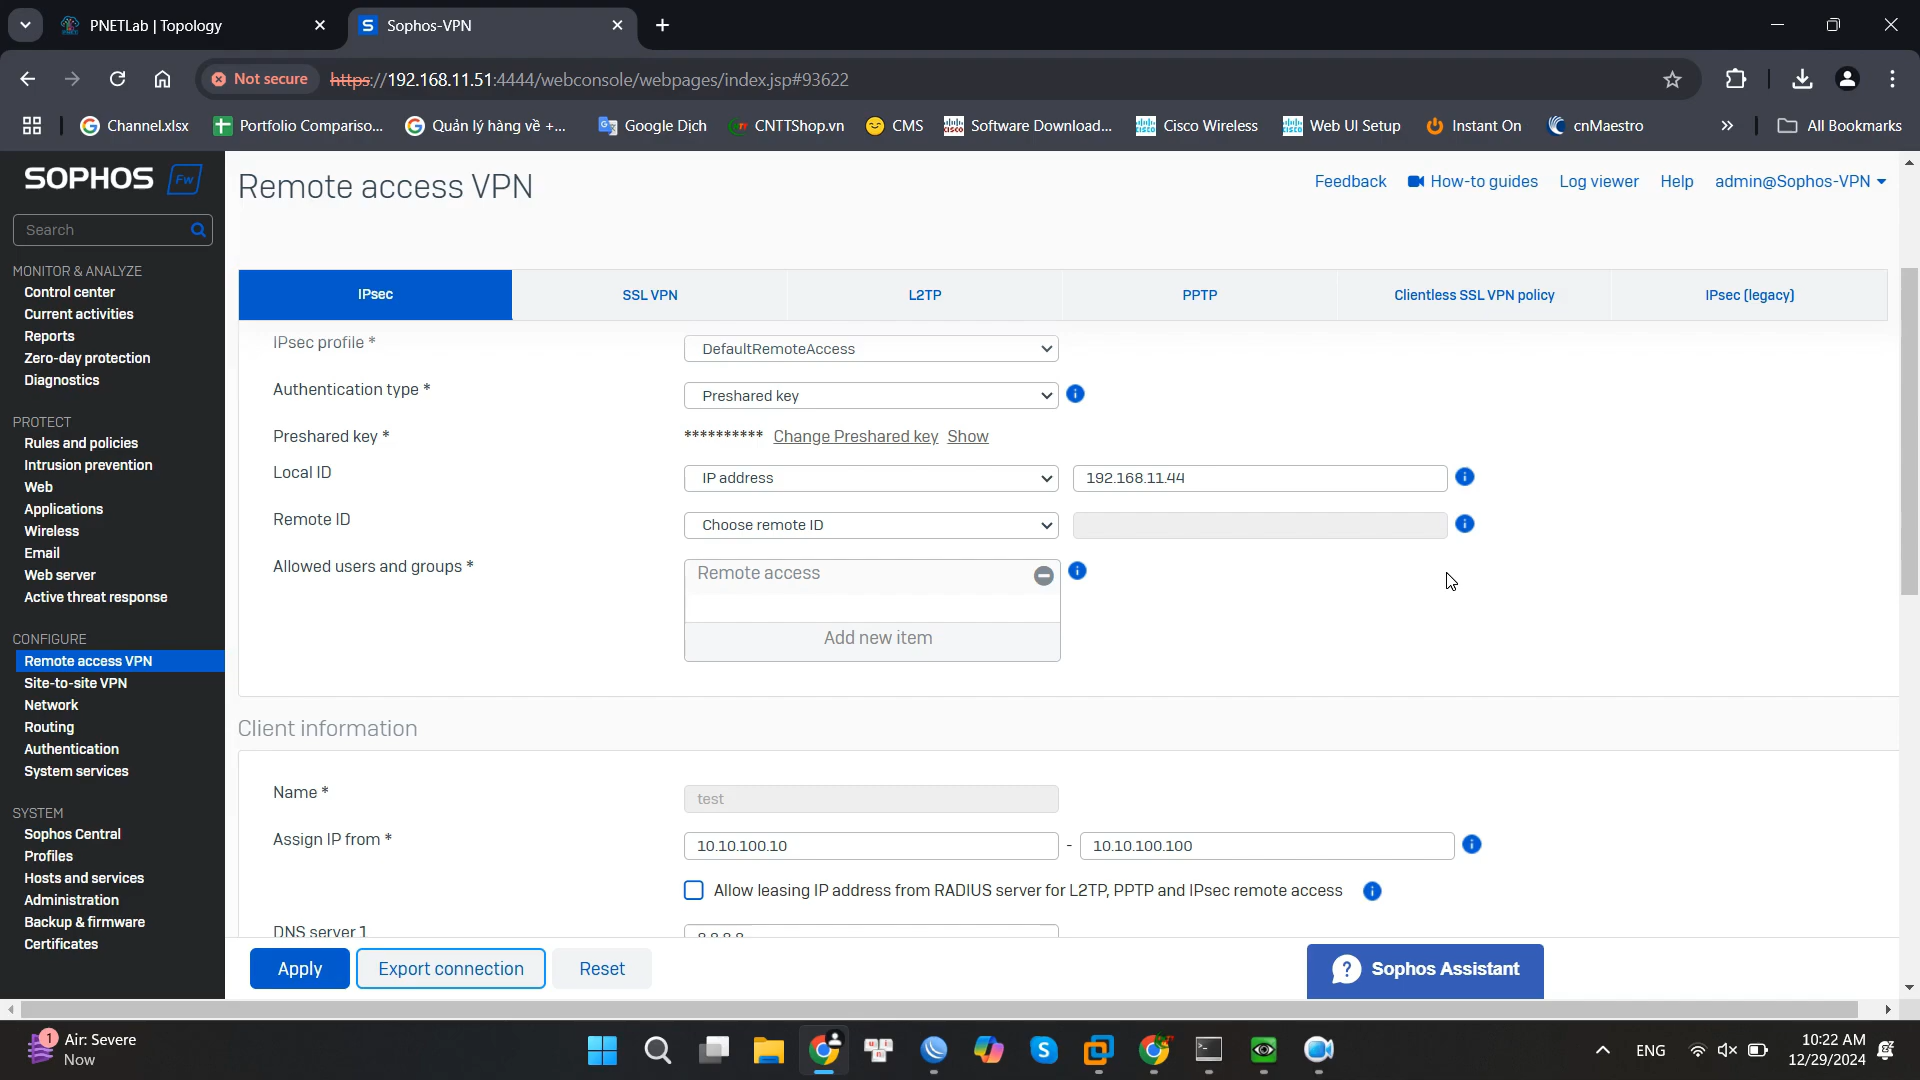 PNETLab | Topology
Sophos-VPN
Not secure
https://192.168.11.51:4444/webconsole/webpages/index.jsp#93622
Channel.xlsx
Portfolio Compariso...
Quản lý hàng về +...
Google Dịch
CNTTShop.vn
CMS
Software Download...
Cisco Wireless
Web UI Setup
Instant On
cnMaestro
All Bookmarks
SOPHOS Fw
Search
MONITOR & ANALYZE
Control center
Current activities
Reports
Zero-day protection
Diagnostics
PROTECT
Rules and policies
Intrusion prevention
Web
Applications
Wireless
Email
Web server
Active threat response
CONFIGURE
Remote access VPN
Site-to-site VPN
Network
Routing
Authentication
System services
SYSTEM
Sophos Central
Profiles
Hosts and services
Administration
Backup & firmware
Certificates
Remote access VPN
Feedback
How-to guides
Log viewer
Help
admin@Sophos-VPN
IPsec
SSL VPN
L2TP
PPTP
Clientless SSL VPN policy
IPsec (legacy)
IPsec profile *
DefaultRemoteAccess
Authentication type *
Preshared key
Preshared key *
********** Change Preshared key Show
Local ID
IP address
192.168.11.44
Remote ID
Choose remote ID
Allowed users and groups *
Remote access
Add new item
Client information
Name *
test
Assign IP from *
10.10.100.10
-
10.10.100.100
Allow leasing IP address from RADIUS server for L2TP, PPTP and IPsec remote access
DNS server 1
8.8.8.8
Apply
Export connection
Reset
? Sophos Assistant
1
Air: Severe
Now
ENG
10:22 AM
12/29/2024